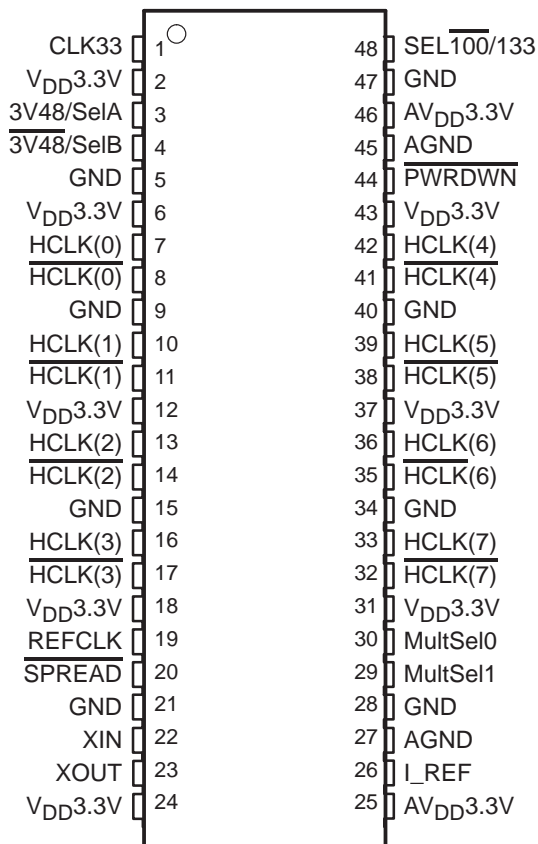 CLK33 1 48 SEL100/133
VDD3.3V 2 47 GND
3V48/SelA 3 46 AVDD3.3V
3V48/SelB 4 45 AGND
GND 5 44 PWRDWN
VDD3.3V 6 43 VDD3.3V
HCLK(0) 7 42 HCLK(4)
HCLK(0) 8 41 HCLK(4)
GND 9 40 GND
HCLK(1) 10 39 HCLK(5)
HCLK(1) 11 38 HCLK(5)
VDD3.3V 12 37 VDD3.3V
HCLK(2) 13 36 HCLK(6)
HCLK(2) 14 35 HCLK(6)
GND 15 34 GND
HCLK(3) 16 33 HCLK(7)
HCLK(3) 17 32 HCLK(7)
VDD3.3V 18 31 VDD3.3V
REFCLK 19 30 MultSel0
SPREAD 20 29 MultSel1
GND 21 28 GND
XIN 22 27 AGND
XOUT 23 26 I_REF
VDD3.3V 24 25 AVDD3.3V